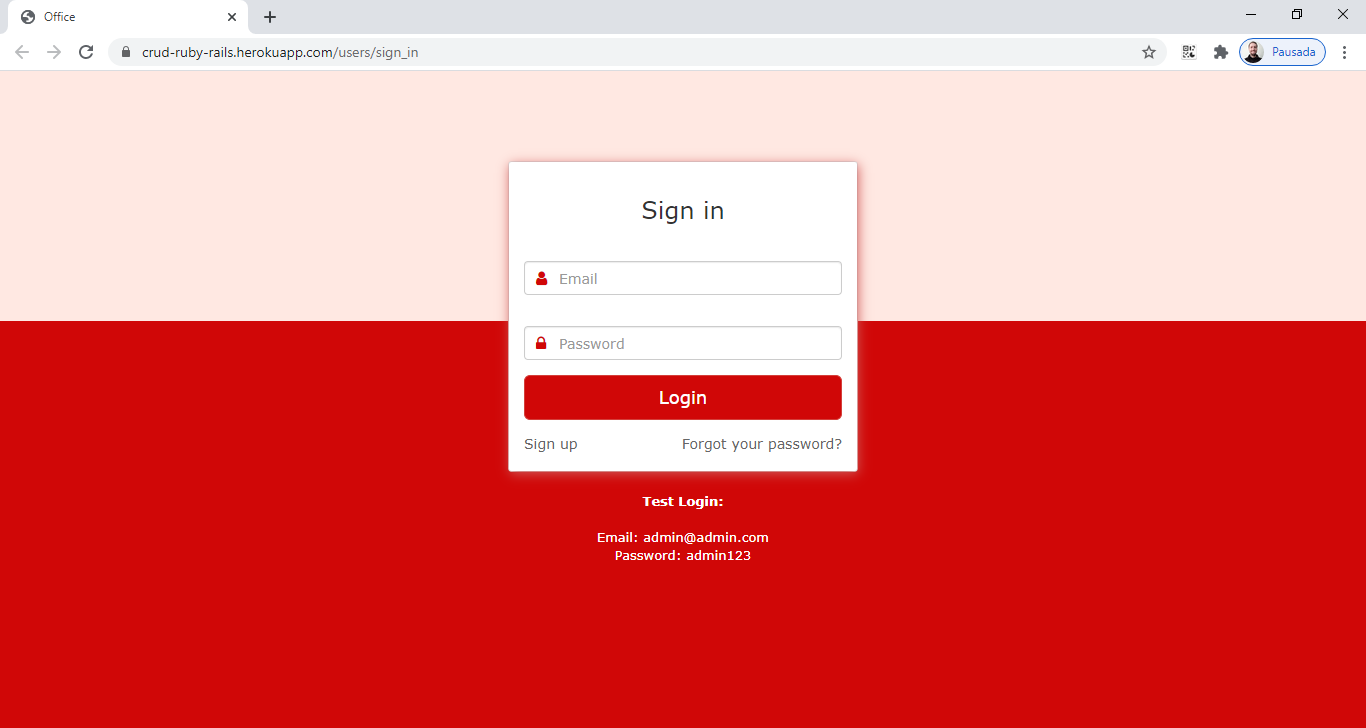 Office
crud-ruby-rails.herokuapp.com/users/sign_in
Pausada
Sign in
Email
Password
Login
Sign up Forgot your password?
Test Login:
Email: admin@admin.com
Password: admin123